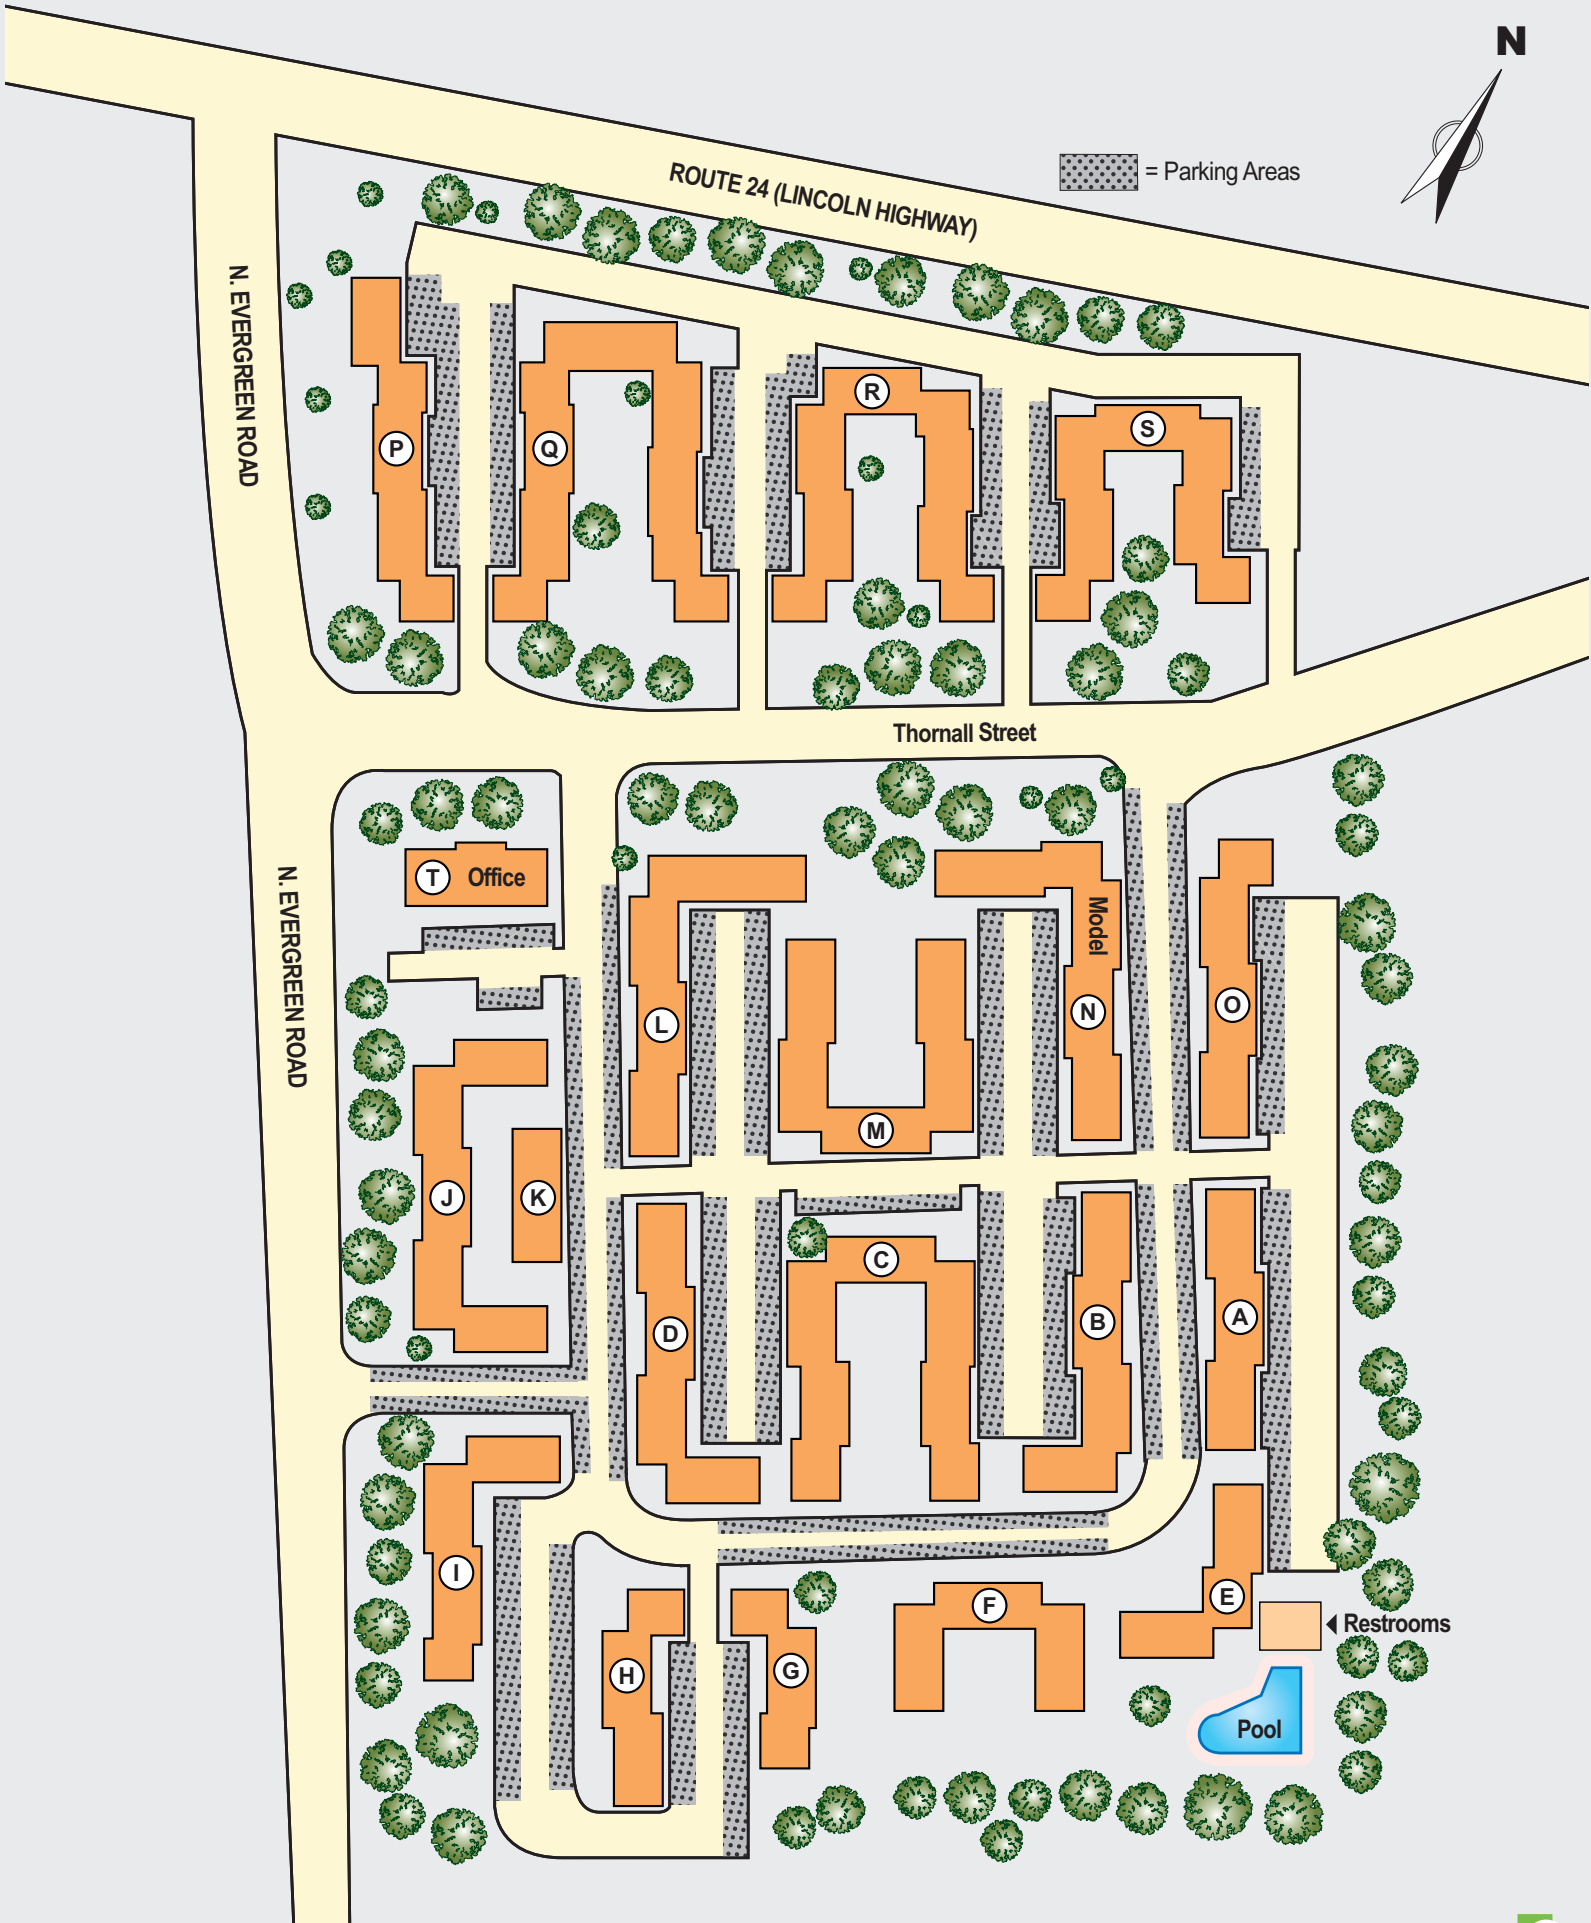 N
= Parking Areas
ROUTE 24 (LINCOLN HIGHWAY)
N. EVERGREEN ROAD
R
S
P
Q
Thornall Street
T Office
N. EVERGREEN ROAD
Model
L
N
O
M
J
K
C
D
B
A
I
E
F
Restrooms
H
G
Pool